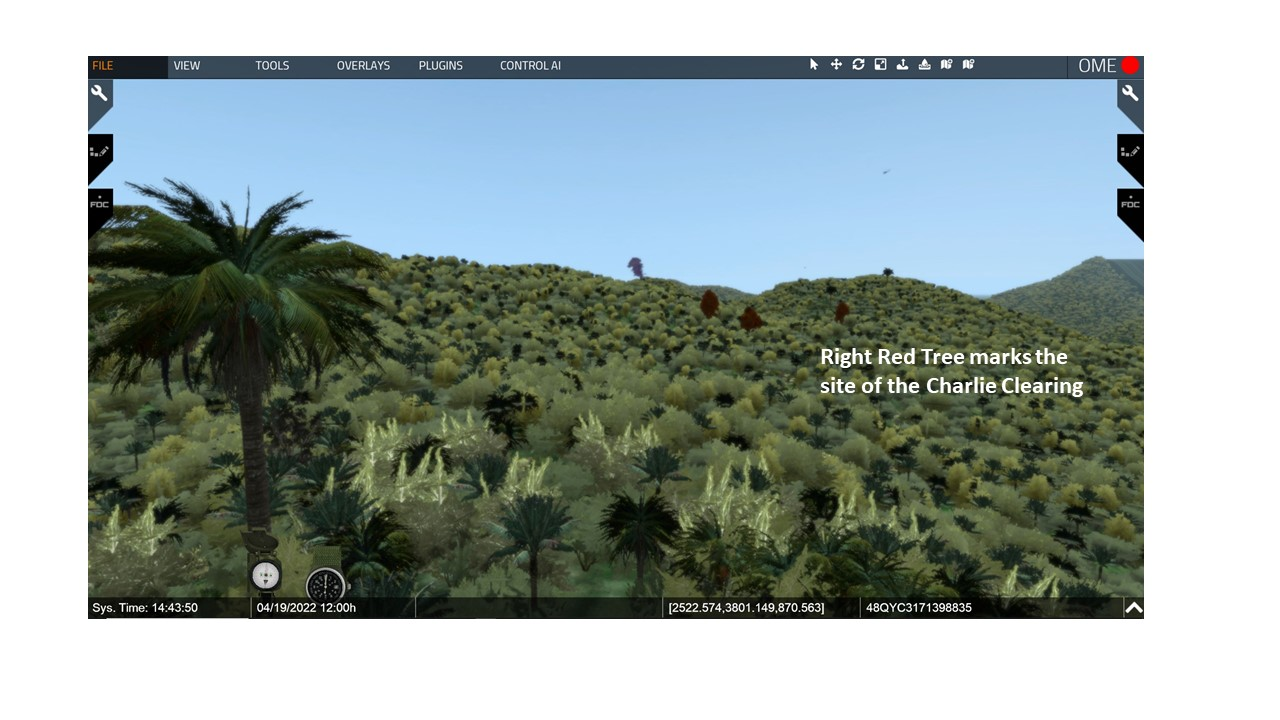 FILE VIEW TOOLS OVERLAYS PLUGINS CONTROL AI OME
FDC FDC
Right Red Tree marks the
site of the Charlie Clearing
Sys. Time: 14:43:50 04/19/2022 12:00h [2522.574,3801.149,870.563] 48QYC3171398835